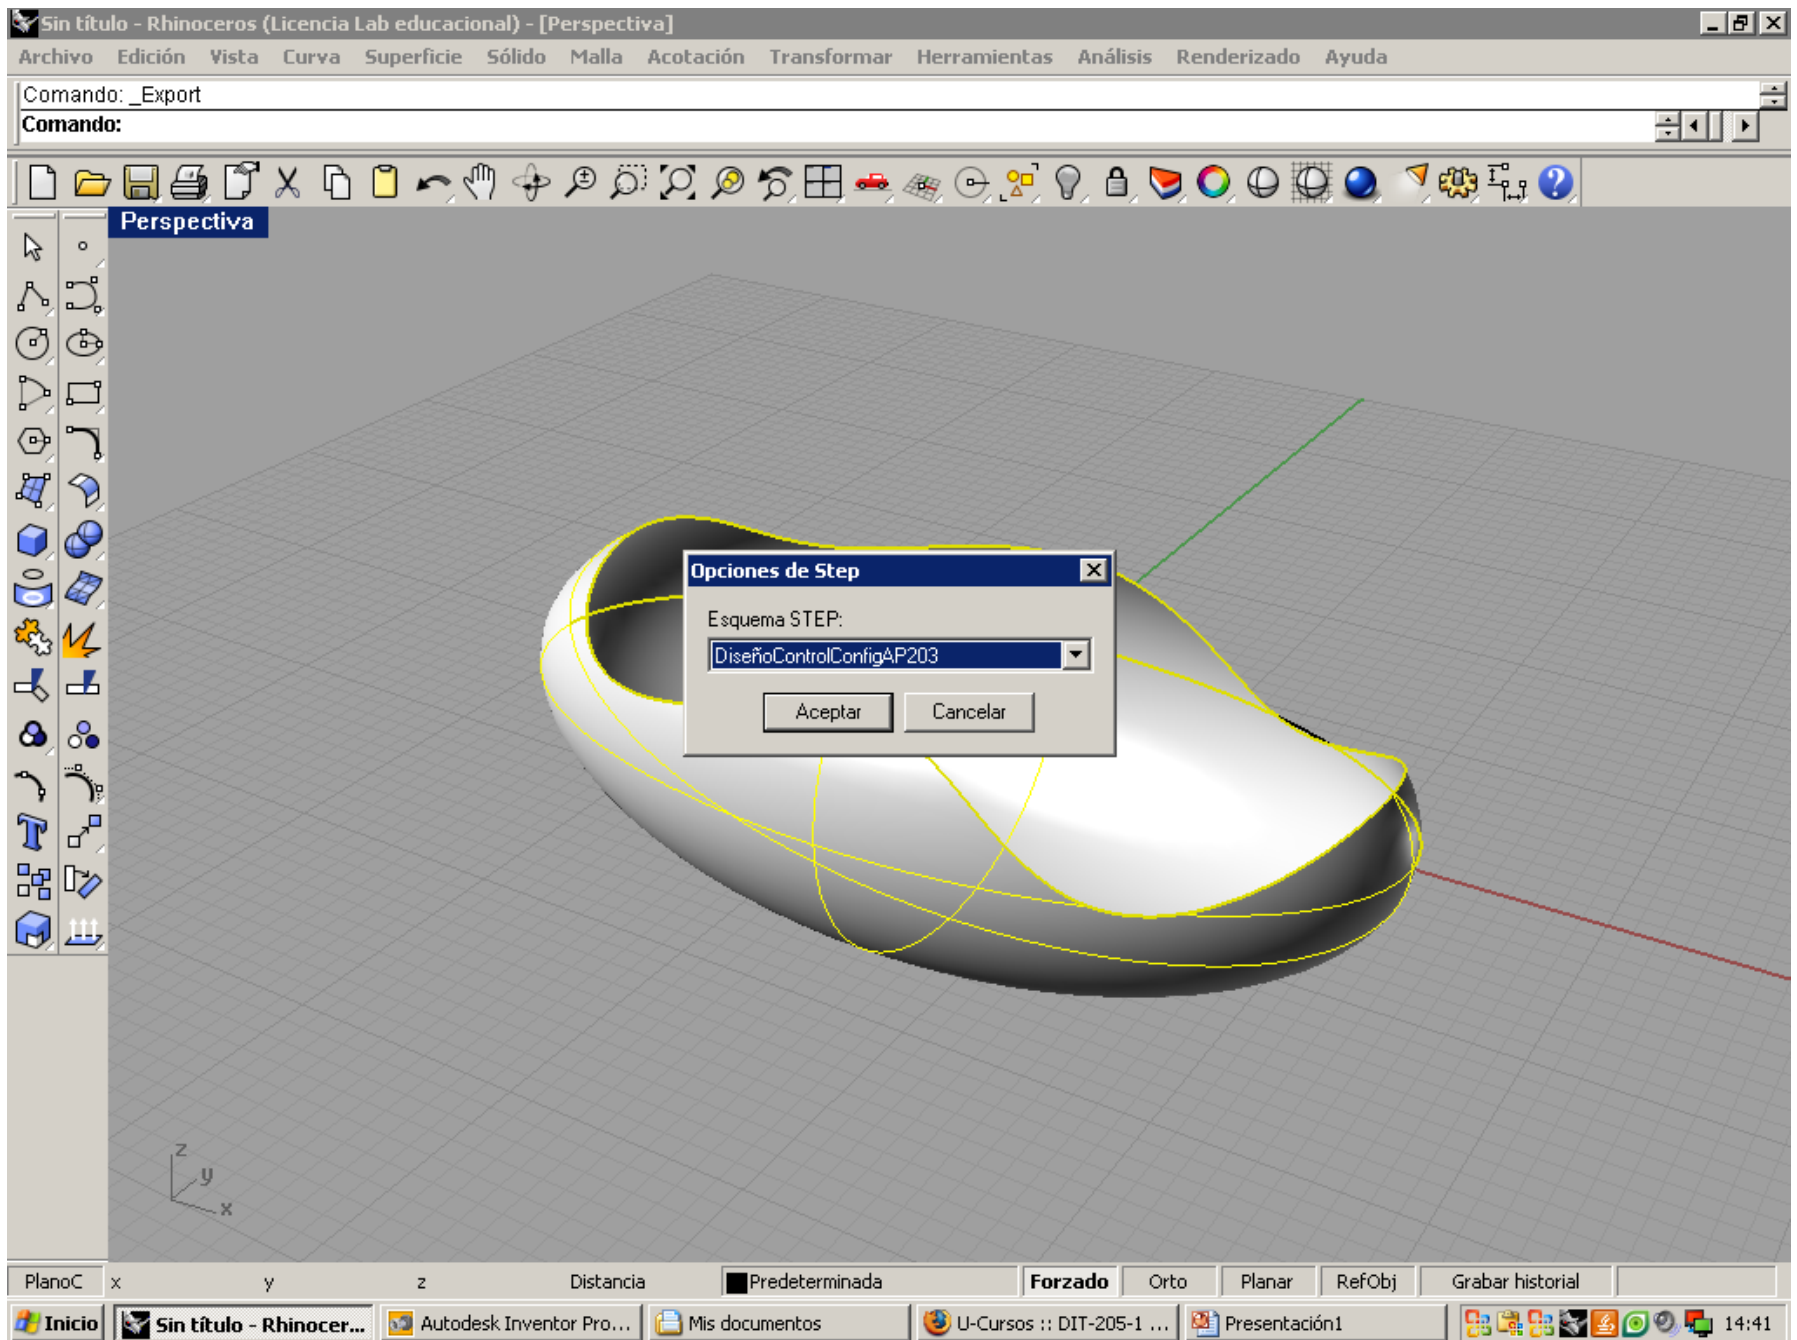 Sin título - Rhinoceros (Licencia Lab educacional) - [Perspectiva]
Archivo Edición Vista Curva Superficie Sólido Malla Acotación Transformar Herramientas Análisis Renderizado Ayuda
Comando: _Export
Comando:
Perspectiva
Opciones de Step
Esquema STEP:
DiseñoControlConfigAP203
Aceptar Cancelar
z
y
x
PlanoC x y z Distancia Predeterminada Forzado Orto Planar RefObj Grabar historial
Inicio Sin título - Rhinocer... Autodesk Inventor Pro... Mis documentos U-Cursos :: DIT-205-1 ... Presentación1 14:41